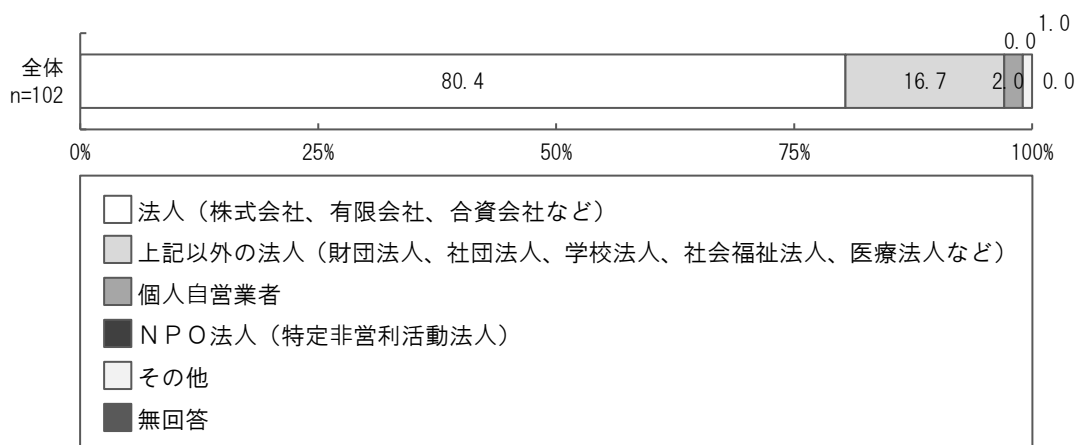 1.0
0.0
全体
n=102
80.4 16.7 2.0 0.0
0% 25% 50% 75% 100%
法人（株式会社、有限会社、合資会社など）
上記以外の法人（財団法人、社団法人、学校法人、社会福祉法人、医療法人など）
個人自営業者
ＮＰＯ法人（特定非営利活動法人）
その他
無回答